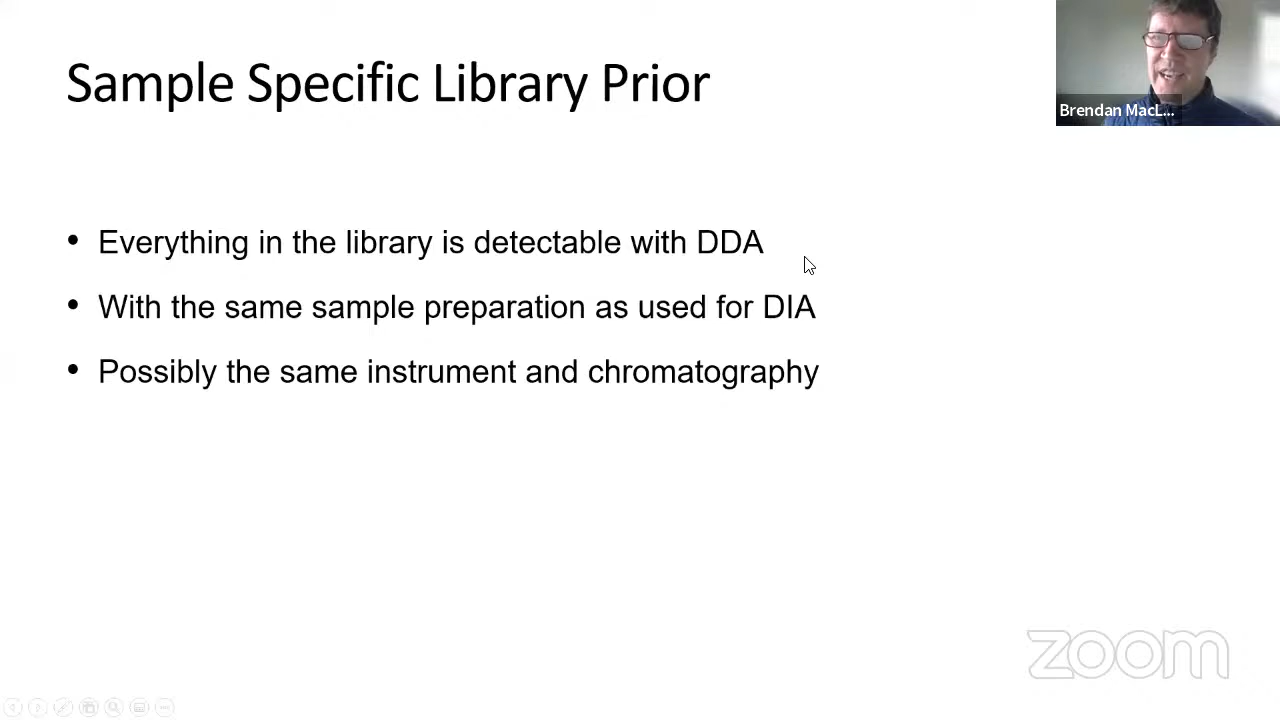 Sample Specific Library Prior
Brendan MacL...
• Everything in the library is detectable with DDA
• With the same sample preparation as used for DIA
• Possibly the same instrument and chromatography
zoom